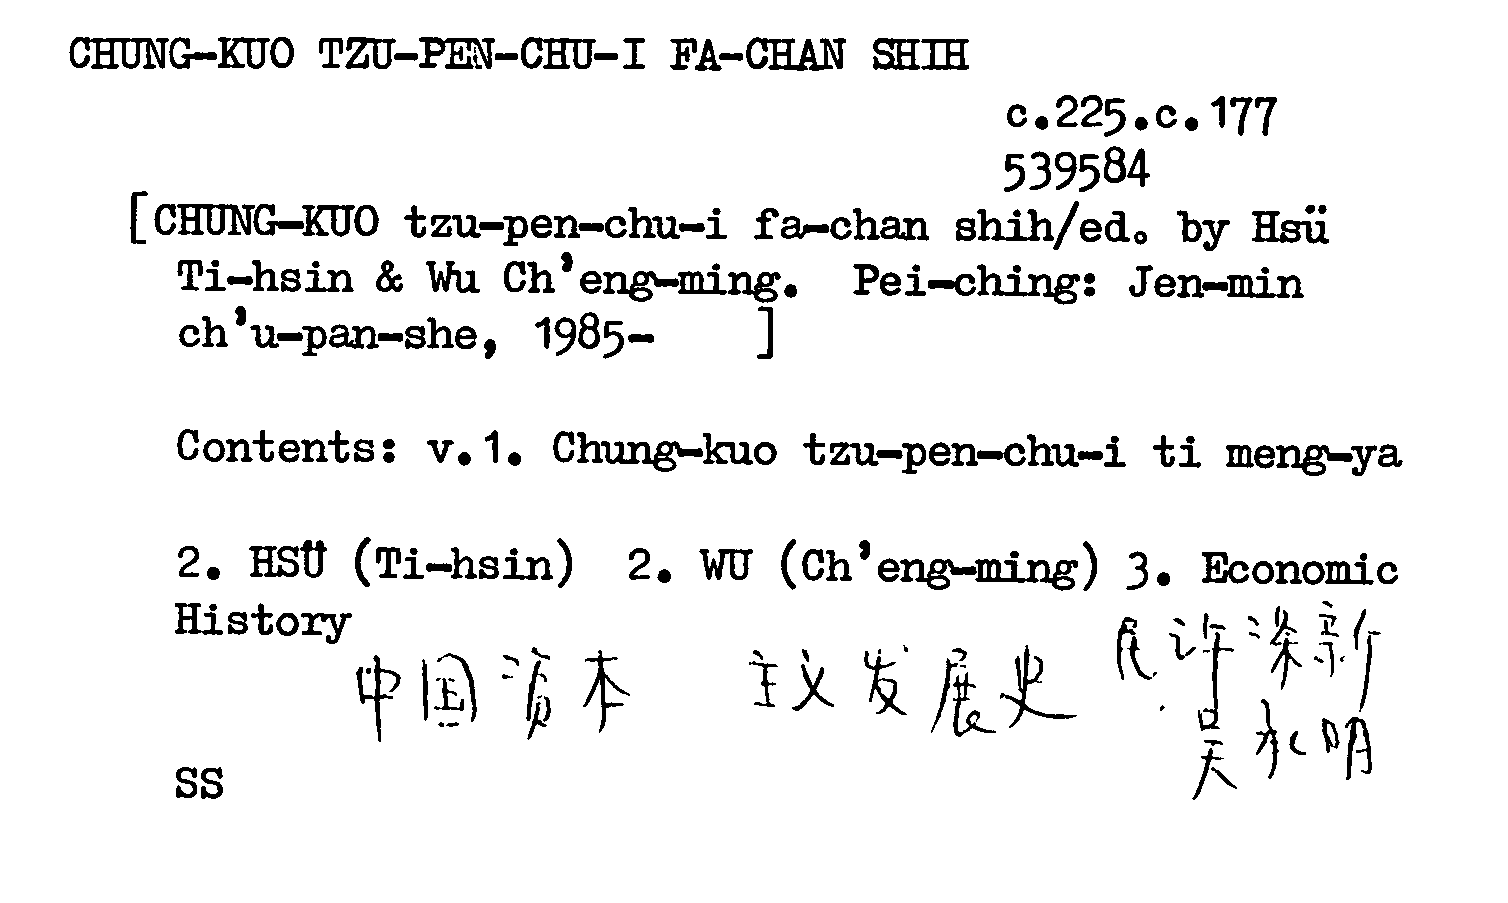 CHUNG-KUO TZU-PEN-CHU-I FA-CHAN SHIH
c.225.c.177
539584
[CHUNG-KUO tzu-pen-chu-i fa-chan shih/ed. by Hsü
Ti-hsin & Wu Ch'eng-ming. Pei-ching: Jen-min
ch'u-pan-she, 1985- ]
Contents: v.1. Chung-kuo tzu-pen-chu-i ti meng-ya
2. HSÜ (Ti-hsin) 2. WU (Ch'eng-ming) 3. Economic
History
中国资本 主义发展史
许涤新
吴承明
SS